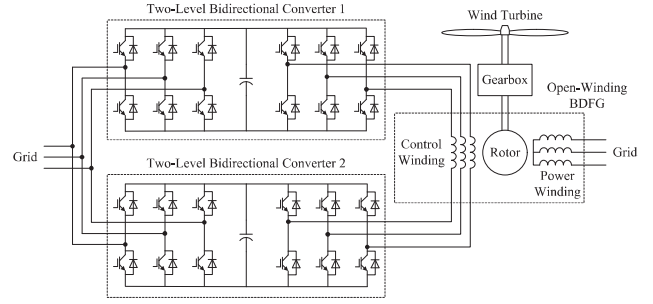 Two-Level Bidirectional Converter 1
Wind Turbine
Gearbox
Open-Winding
BDFG
Grid
Control
Winding
Rotor
Power
Winding
Grid
Two-Level Bidirectional Converter 2